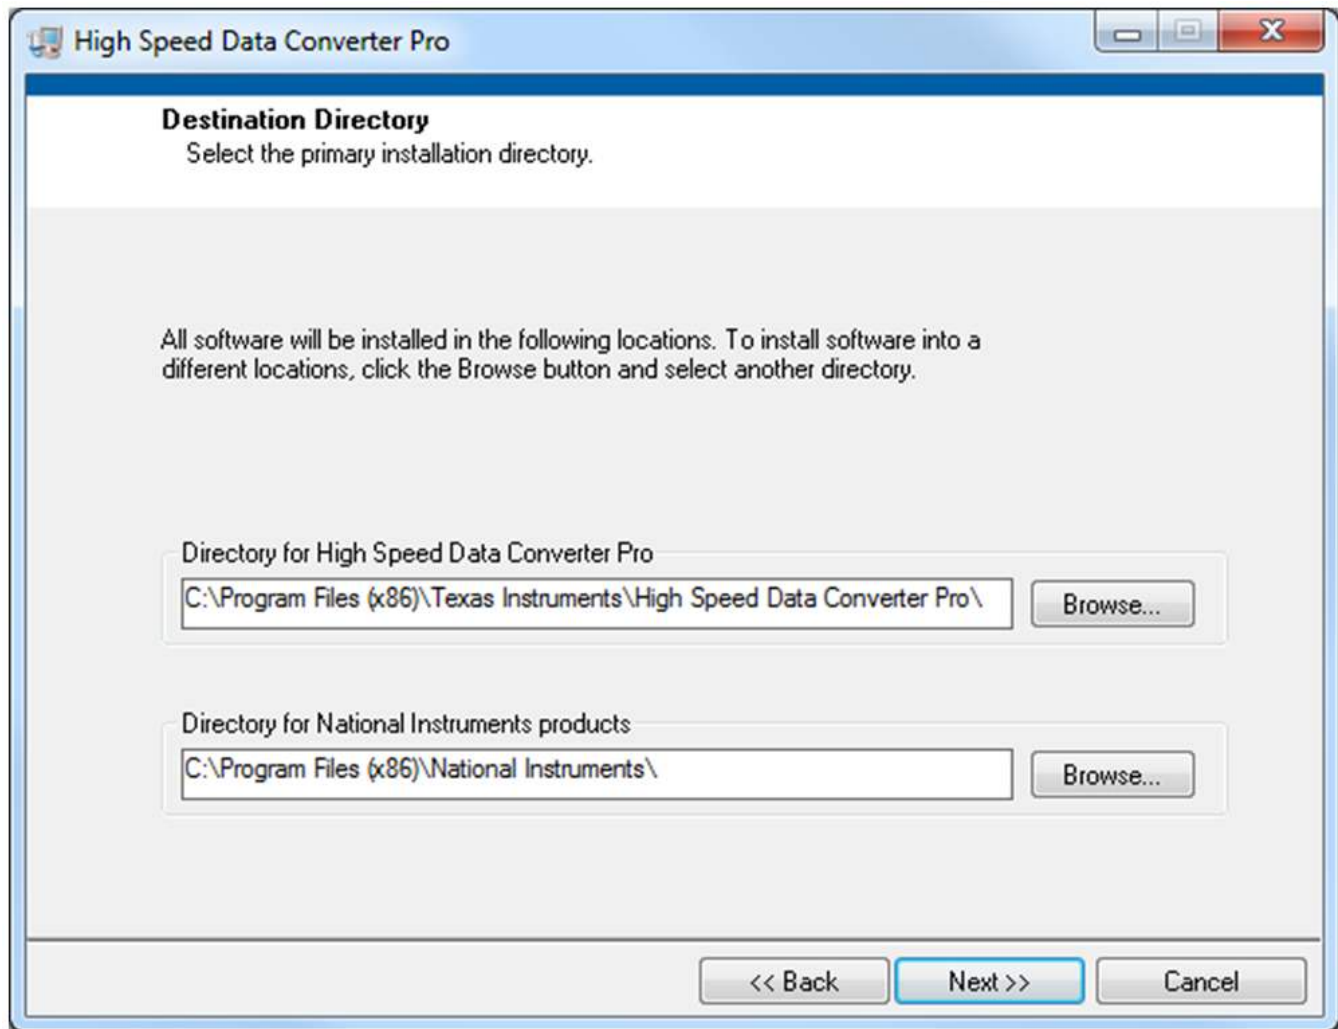 High Speed Data Converter Pro
Destination Directory
Select the primary installation directory.
All software will be installed in the following locations. To install software into a
different locations, click the Browse button and select another directory.
Directory for High Speed Data Converter Pro
C:\Program Files (x86)\Texas Instruments\High Speed Data Converter Pro\
Browse...
Directory for National Instruments products
C:\Program Files (x86)\National Instruments\
Browse...
<< Back
Next >>
Cancel